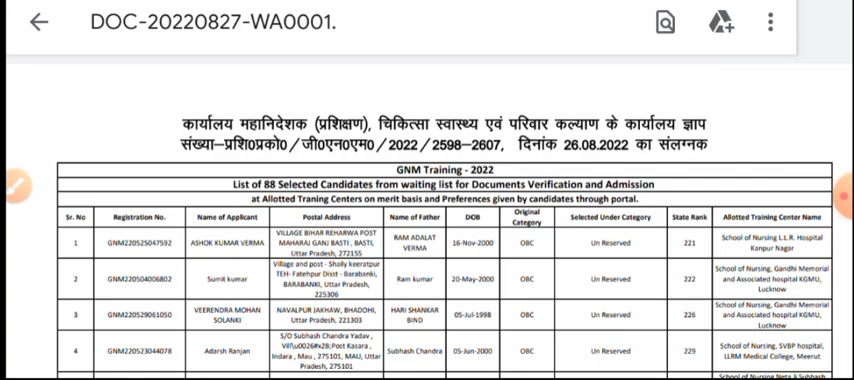 DOC-20220827-WA0001.
कार्यालय महानिदेशक (प्रशिक्षण), चिकित्सा स्वास्थ्य एवं परिवार कल्याण के कार्यालय ज्ञाप
संख्या–प्रशि0प्रको0/जी0एन0एम0/2022/2598–2607, दिनांक 26.08.2022 का संलग्नक
GNM Training - 2022
List of 88 Selected Candidates from waiting list for Documents Verification and Admission
at Allotted Traning Centers on merit basis and Preferences given by candidates through portal.
Sr. No Registration No. Name of Applicant Postal Address Name of Father DOB Original Category Selected Under Category State Rank Allotted Training Center Name
1 GNM220525047592 ASHOK KUMAR VERMA VILLAGE BIHAR REHARWA POST MAHARAJ GANJ BASTI , BASTI, Uttar Pradesh, 272155 RAM ADALAT VERMA 16-Nov-2000 OBC Un Reserved 221 School of Nursing L.L.R. Hospital Kanpur Nagar
2 GNM220504006802 Sumit kumar Village and post - Shaily keeratpur TEH- Fatehpur Disst - Barabanki, BARABANKI, Uttar Pradesh, 225306 Ram kumar 20-May-2000 OBC Un Reserved 222 School of Nursing, Gandhi Memorial and Associated hospital KGMU, Lucknow
3 GNM220529061050 VEERENDRA MOHAN SOLANKI NAVALPUR JAKHAW, BHADOHI, Uttar Pradesh, 221303 HARI SHANKAR BIND 05-Jul-1998 OBC Un Reserved 226 School of Nursing, Gandhi Memorial and Associated hospital KGMU, Lucknow
4 GNM220523044078 Adarsh Ranjan S/O Subhash Chandra Yadav , Vill\u0026#x2B;Post Kasara , Indara , Mau , 275101, MAU, Uttar Pradesh, 275101 Subhash Chandra 05-Jun-2000 OBC Un Reserved 229 School of Nursing, SVBP hospital, LLRM Medical College, Meerut
School of Nursing Neta Ji Subhash